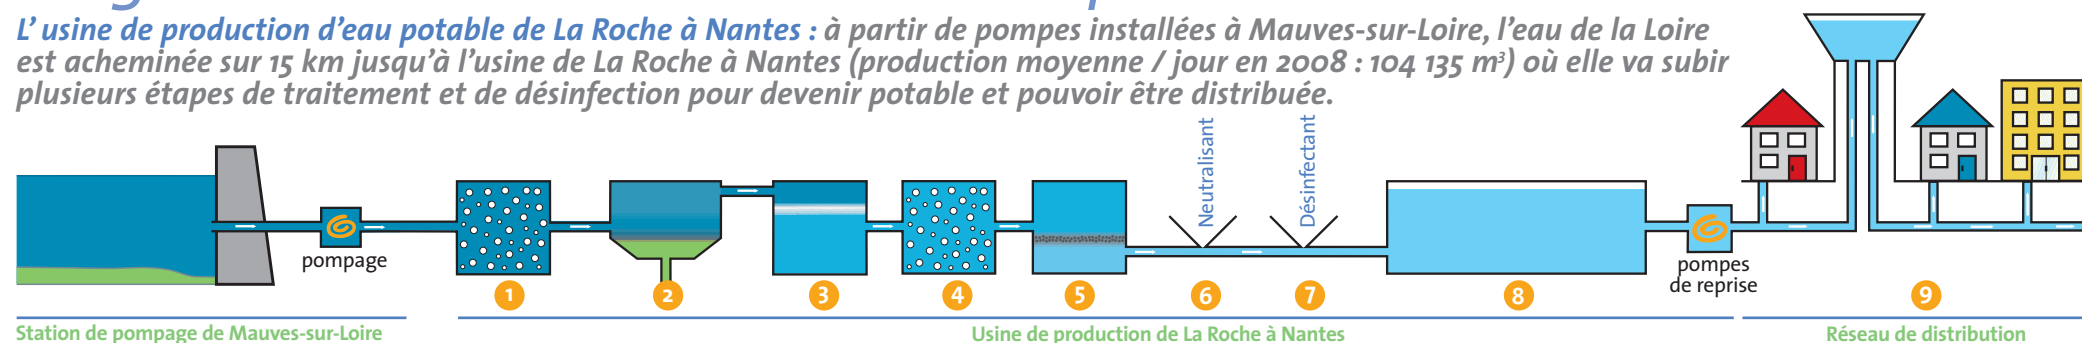 L’ usine de production d’eau potable de La Roche à Nantes : à partir de pompes installées à Mauves-sur-Loire, l’eau de la Loire
est acheminée sur 15 km jusqu’à l’usine de La Roche à Nantes (production moyenne / jour en 2008 : 104 135 m³) où elle va subir
plusieurs étapes de traitement et de désinfection pour devenir potable et pouvoir être distribuée.
Neutralisant
Désinfectant
pompage
pompes
de reprise
1
2
3
4
5
6
7
8
9
Station de pompage de Mauves-sur-Loire
Usine de production de La Roche à Nantes
Réseau de distribution